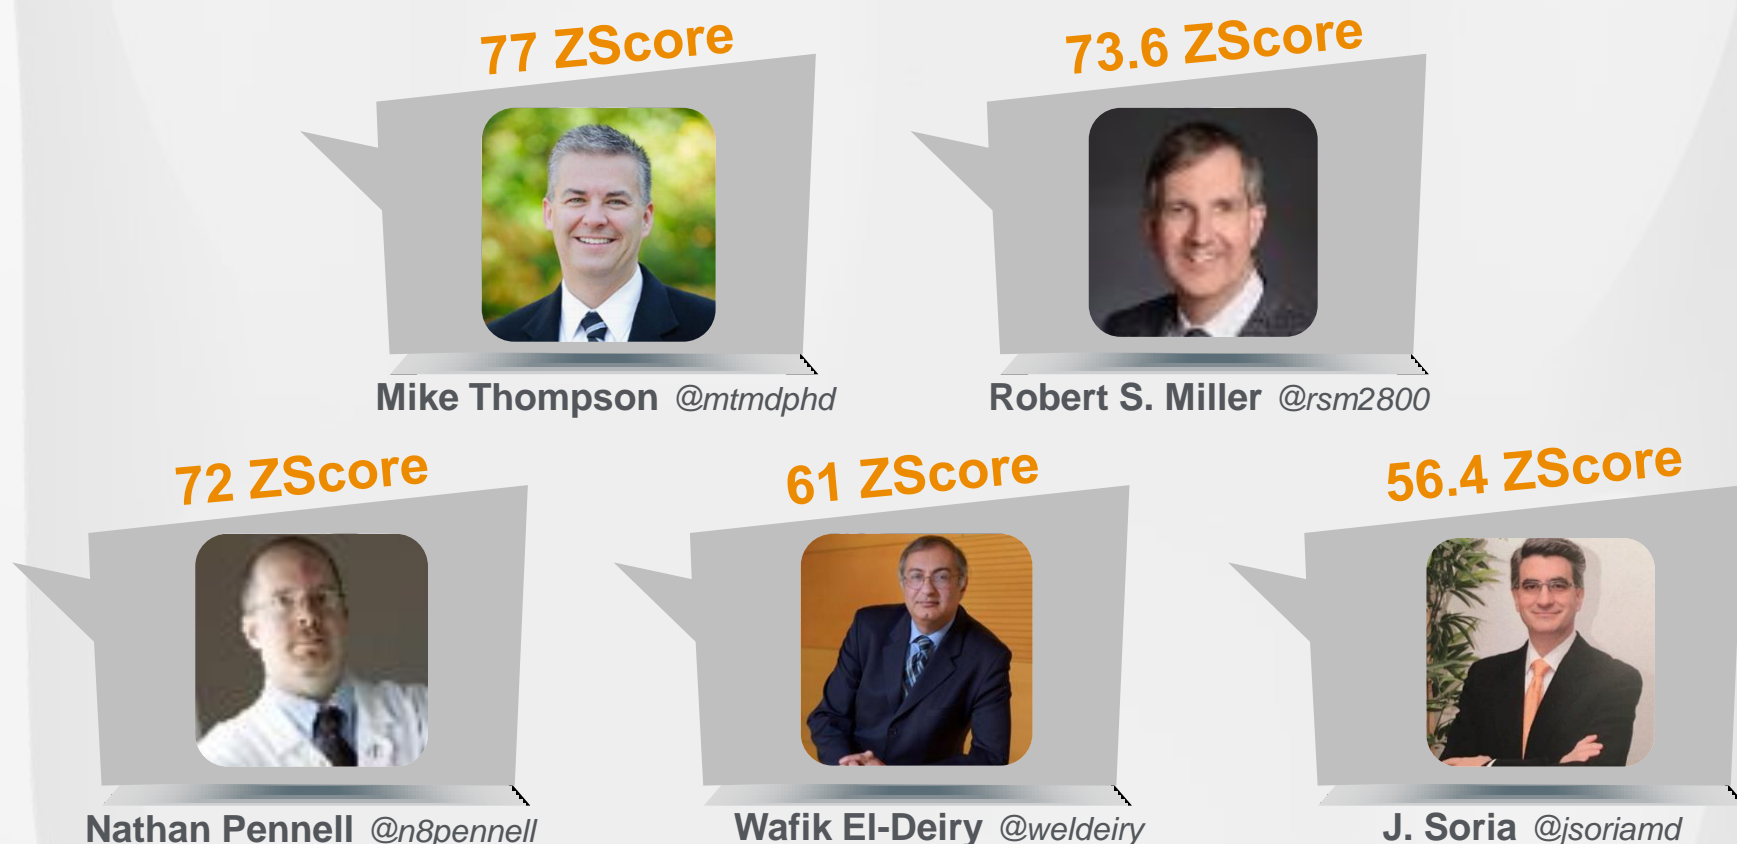 77 ZScore
73.6 ZScore
Mike Thompson @mtmdphd
Robert S. Miller @rsm2800
72 ZScore
61 ZScore
56.4 ZScore
Nathan Pennell @n8pennell
Wafik El-Deiry @weldeiry
J. Soria @jsoriamd